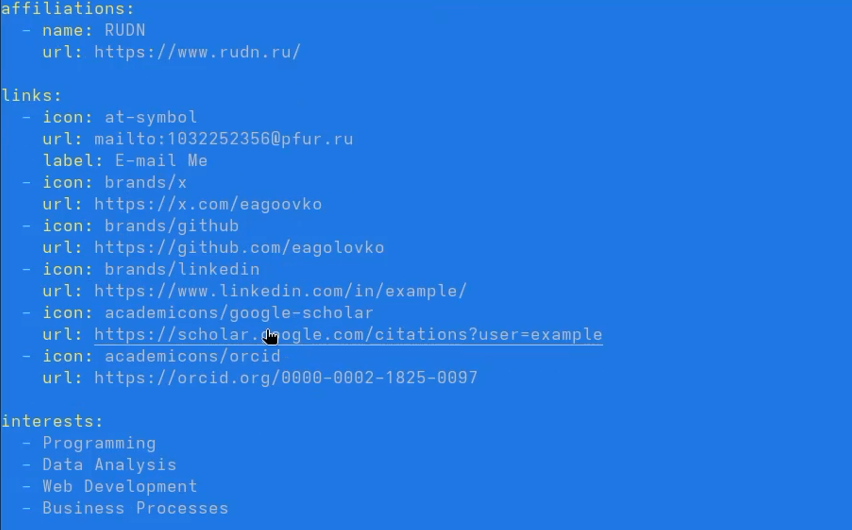 affiliations:
- name: RUDN
url: https://www.rudn.ru/
links:
- icon: at-symbol
url: mailto:1032252356@pfur.ru
label: E-mail Me
- icon: brands/x
url: https://x.com/eagoovko
- icon: brands/github
url: https://github.com/eagolovko
- icon: brands/linkedin
url: https://www.linkedin.com/in/example/
- icon: academicons/google-scholar
url: https://scholar.google.com/citations?user=example
- icon: academicons/orcid
url: https://orcid.org/0000-0002-1825-0097
interests:
- Programming
- Data Analysis
- Web Development
- Business Processes